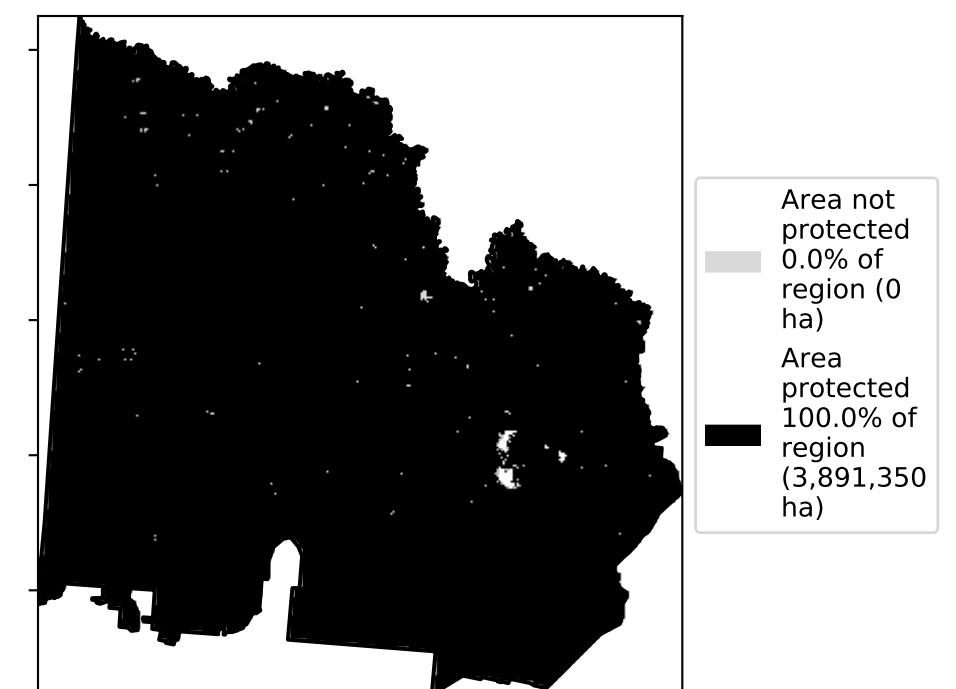 Area not
protected
0.0% of
region (0
ha)
Area
protected
100.0% of
region
(3,891,350
ha)